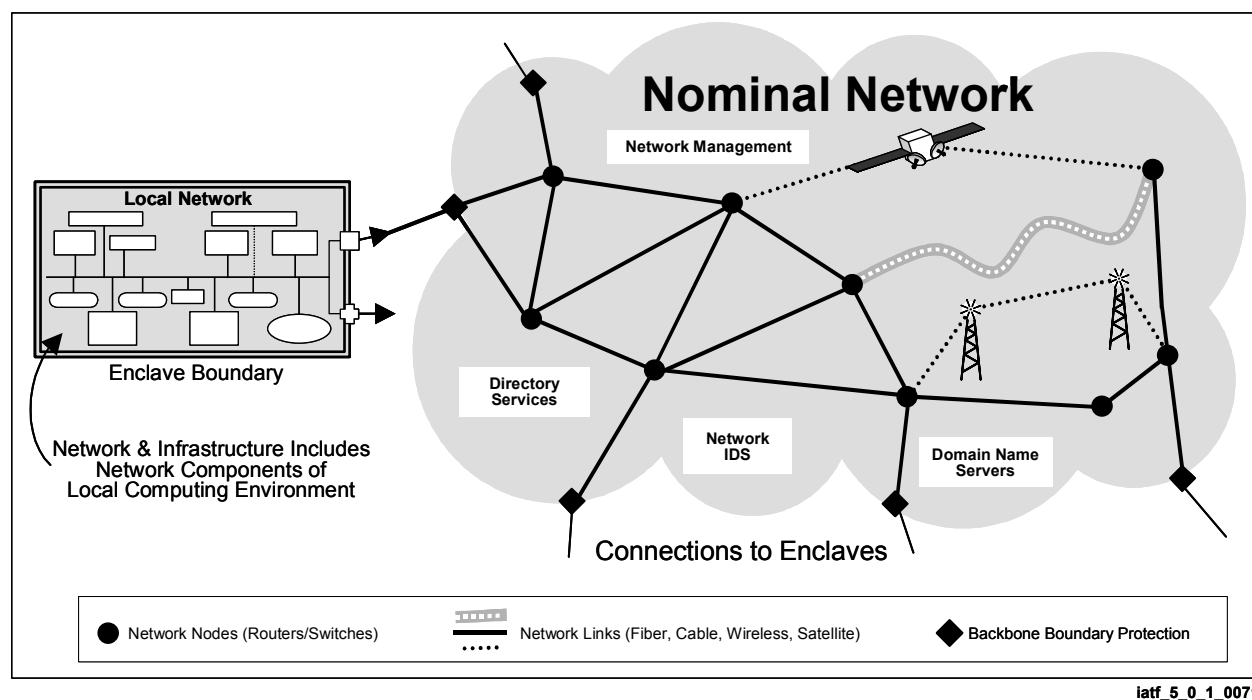 Nominal Network
Network Management
Local Network
Enclave Boundary
Directory
Services
Network & Infrastructure Includes
Network Components of
Local Computing Environment
Network
IDS
Domain Name
Servers
Connections to Enclaves
Network Nodes (Routers/Switches)
Network Links (Fiber, Cable, Wireless, Satellite)
Backbone Boundary Protection
iatf_5_0_1_007